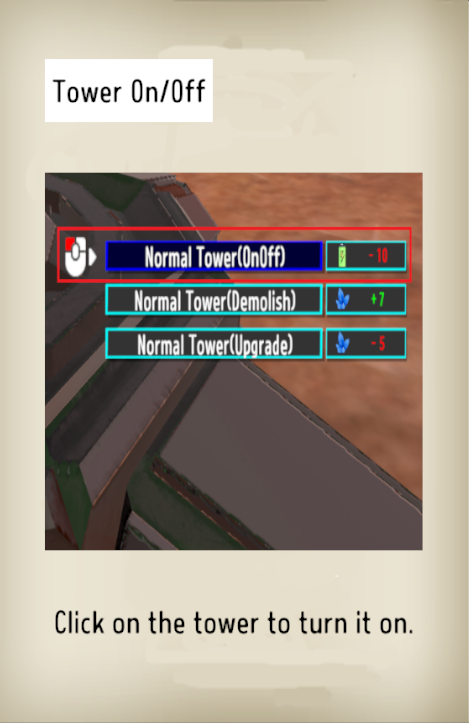 Tower On/Off
Normal Tower(OnOff) -10
Normal Tower(Demolish) +7
Normal Tower(Upgrade) -5
Click on the tower to turn it on.